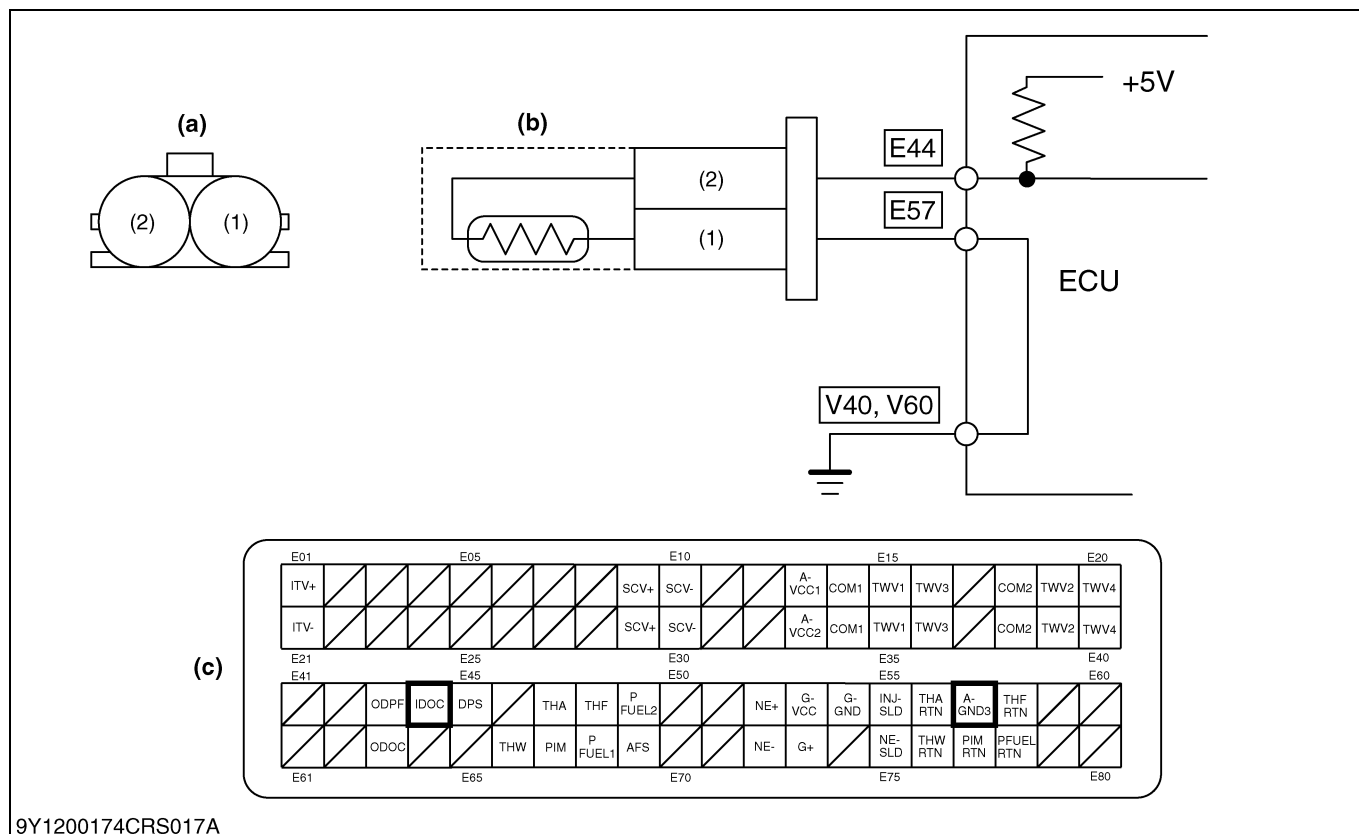 (a)
(2) (1)
(b)
(2)
(1)
E44
E57
+5V
ECU
V40, V60
(c)
E01 E05 E10 E15 E20
ITV+ SCV+ SCV- A-VCC1 COM1 TWV1 TWV3 COM2 TWV2 TWV4
ITV- SCV+ SCV- A-VCC2 COM1 TWV1 TWV3 COM2 TWV2 TWV4
E21 E25 E30 E35 E40
E41 E45 E50 E55 E60
ODPF IDOC DPS THA THF P FUEL2 NE+ G-VCC G-GND INJ-SLD THA RTN A-GND3 THF RTN
ODOC THW PIM P FUEL1 AFS NE- G+ NE-SLD THW RTN PIM RTN PFUEL RTN
E61 E65 E70 E75 E80
9Y1200174CRS017A